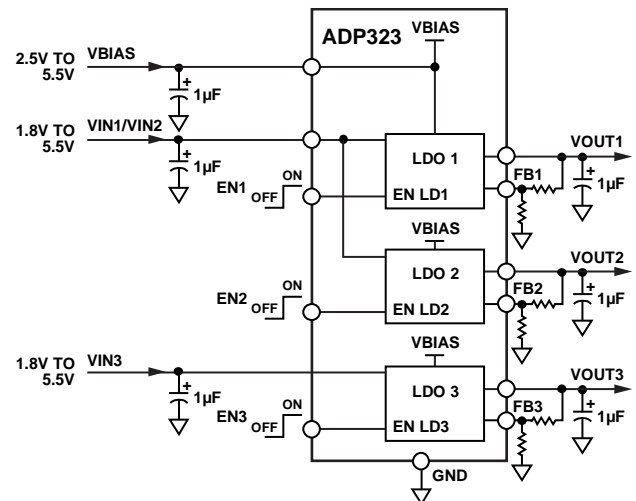 ADP323
VBIAS
2.5V TO
5.5V
VBIAS
+
1µF
1.8V TO
5.5V
VIN1/VIN2
+
1µF
LDO 1
EN LD1
EN1
OFF
ON
VOUT1
FB1
+
1µF
VBIAS
LDO 2
EN LD2
EN2
OFF
ON
VOUT2
FB2
+
1µF
VBIAS
1.8V TO
5.5V
VIN3
+
1µF
LDO 3
EN LD3
EN3
OFF
ON
VOUT3
FB3
+
1µF
GND